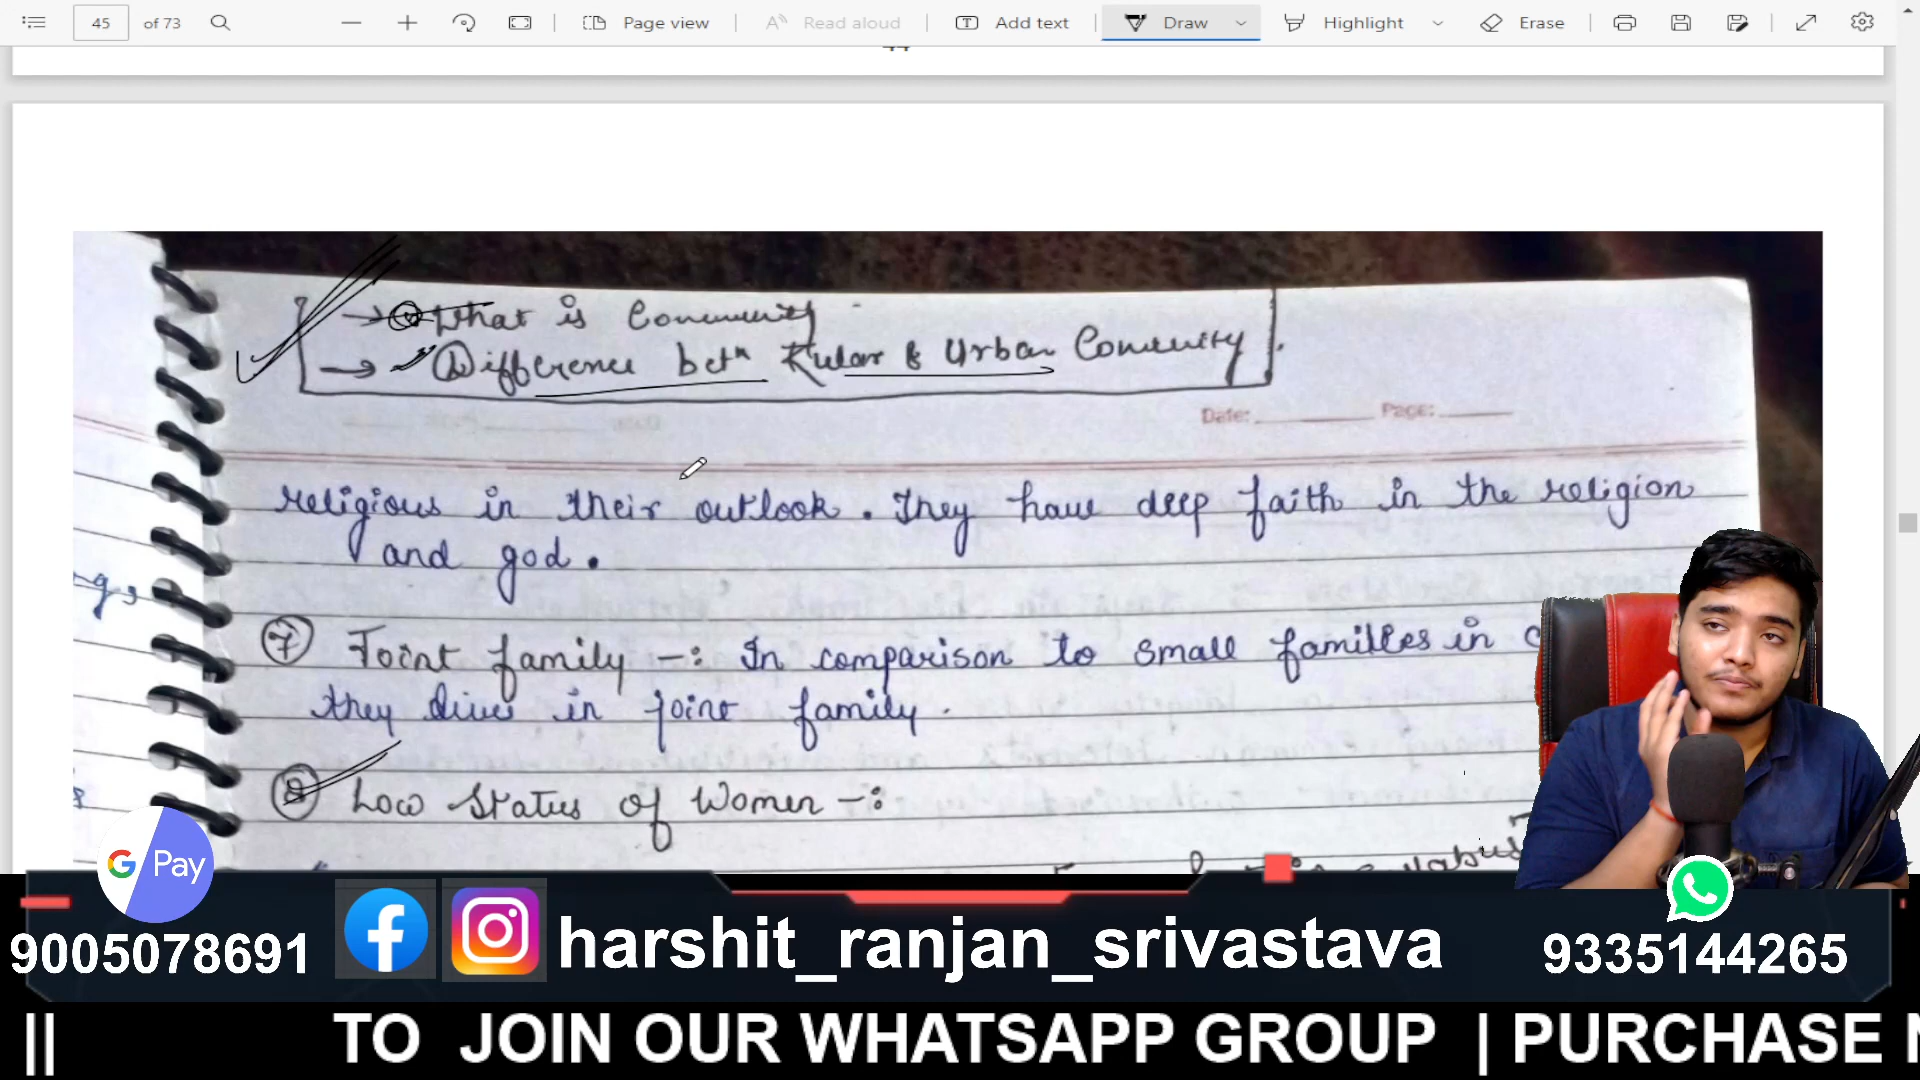 45 of 73 Page view Read aloud Add text Draw Highlight Erase
44
→ What is Community
→ Difference betn Rular & Urban Community
Date: Page:
religious in their outlook. They have deep faith in the religion
and god.
7 Joint family -: In comparison to small families in
they lives in joint family.
8 Low Status of Women -:
G Pay
9005078691
harshit_ranjan_srivastava
9335144265
|| TO JOIN OUR WHATSAPP GROUP | PURCHASE